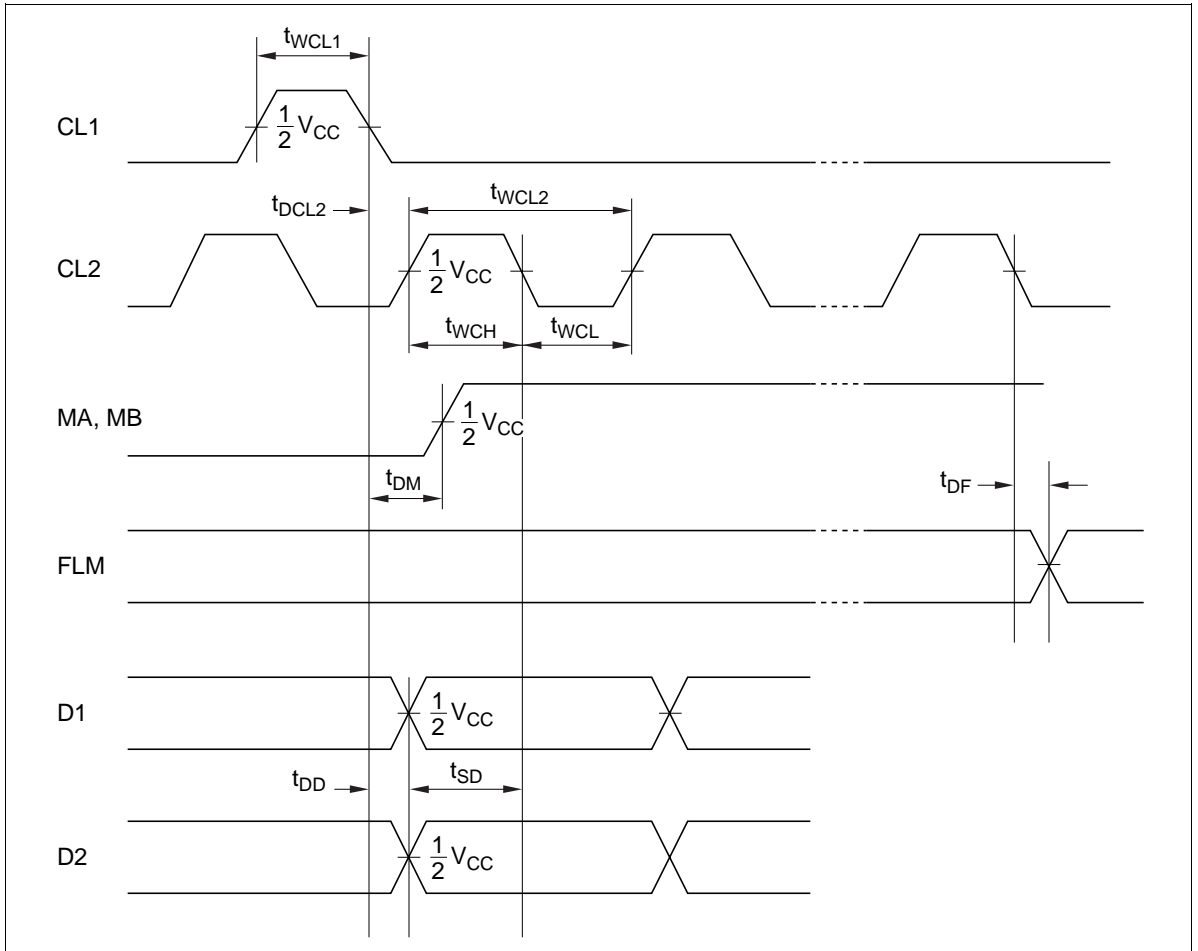 tWCL1
CL1
1/2 VCC
tDCL2
tWCL2
CL2
1/2 VCC
tWCH
tWCL
MA, MB
1/2 VCC
tDM
tDF
FLM
D1
1/2 VCC
tDD
tSD
D2
1/2 VCC